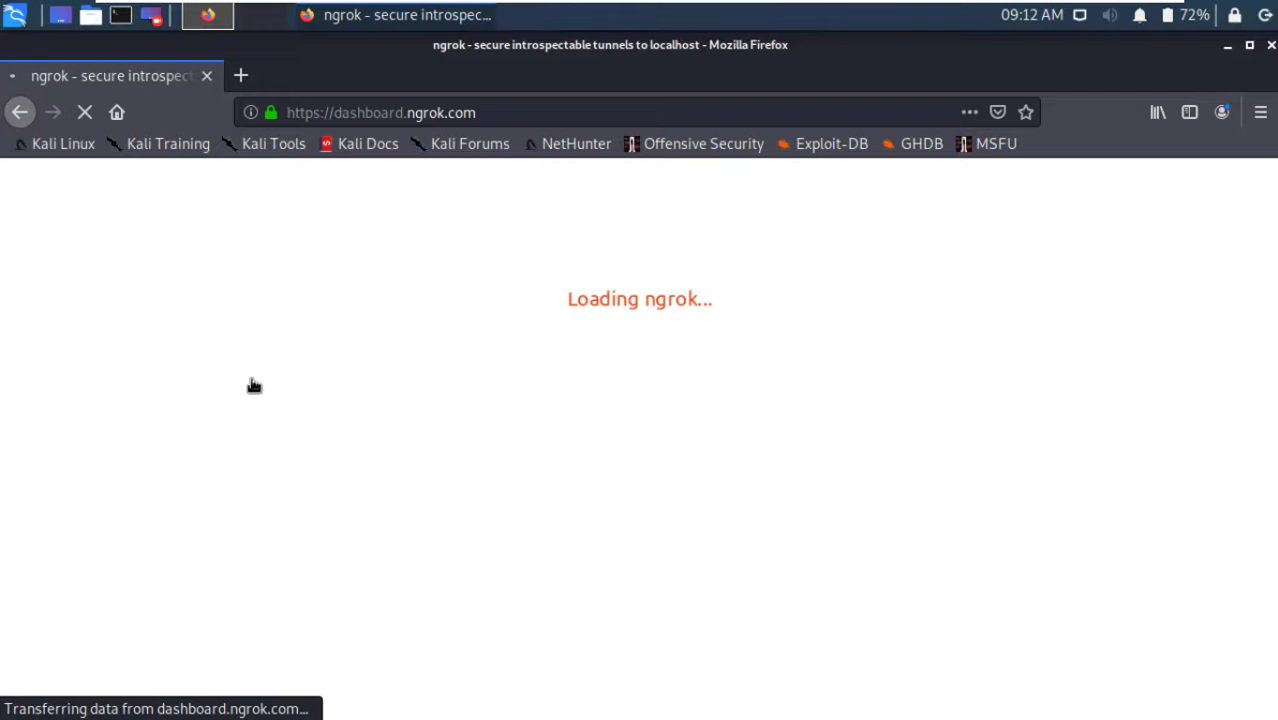 ngrok - secure introspec...
09:12 AM
72%
ngrok - secure introspectable tunnels to localhost - Mozilla Firefox
ngrok - secure introspect
https://dashboard.ngrok.com
Kali Linux Kali Training Kali Tools Kali Docs Kali Forums NetHunter Offensive Security Exploit-DB GHDB MSFU
Loading ngrok...
Transferring data from dashboard.ngrok.com...